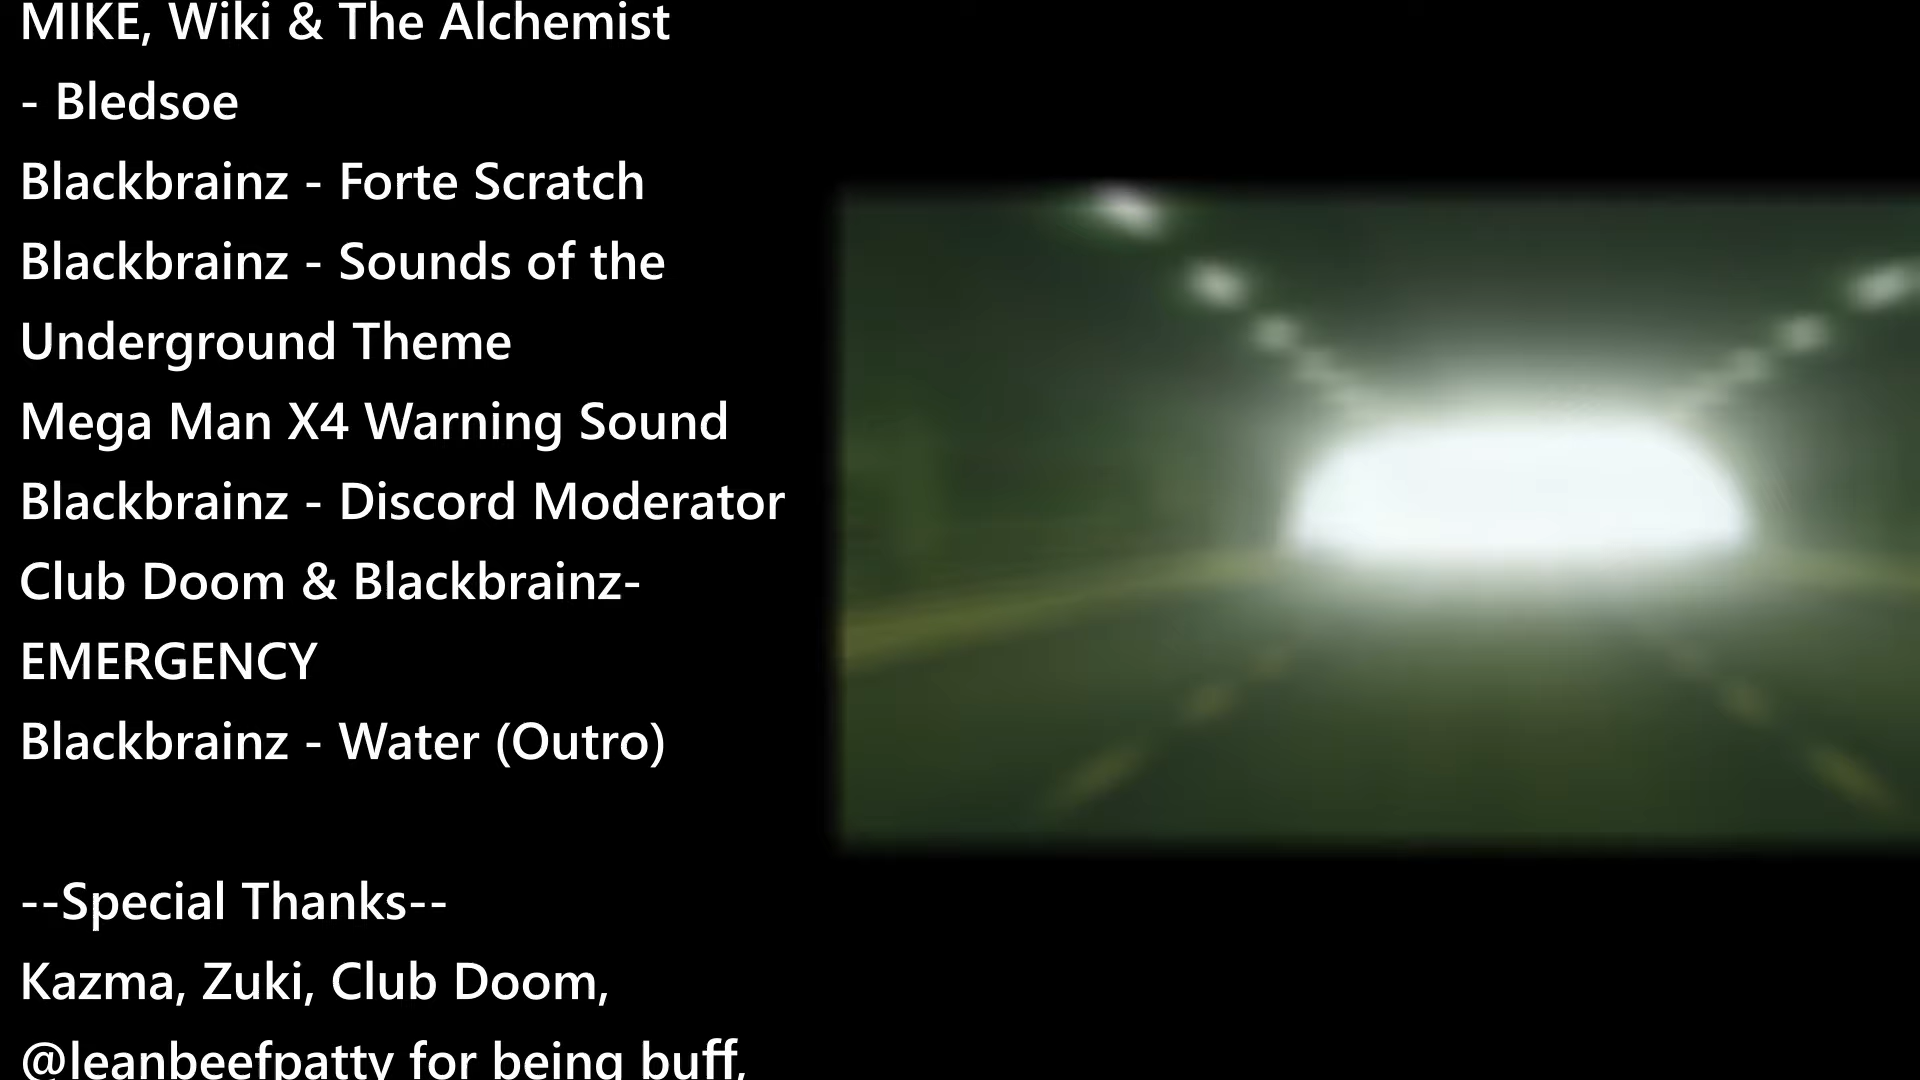 MIKE, Wiki & The Alchemist
- Bledsoe
Blackbrainz - Forte Scratch
Blackbrainz - Sounds of the
Underground Theme
Mega Man X4 Warning Sound
Blackbrainz - Discord Moderator
Club Doom & Blackbrainz-
EMERGENCY
Blackbrainz - Water (Outro)
--Special Thanks--
Kazma, Zuki, Club Doom,
@leanbeefpatty for being buff,